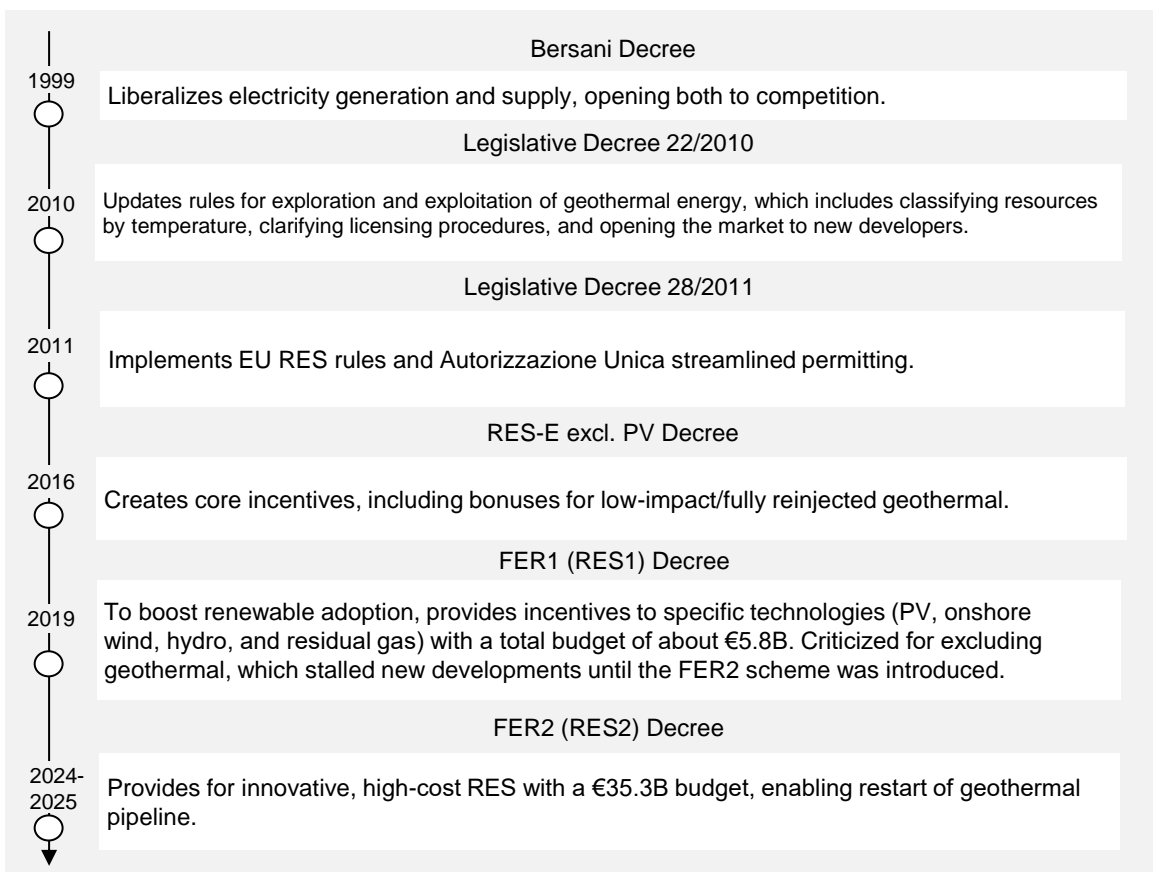 Bersani Decree
1999
Liberalizes electricity generation and supply, opening both to competition.
Legislative Decree 22/2010
2010
Updates rules for exploration and exploitation of geothermal energy, which includes classifying resources
by temperature, clarifying licensing procedures, and opening the market to new developers.
Legislative Decree 28/2011
2011
Implements EU RES rules and Autorizzazione Unica streamlined permitting.
RES-E excl. PV Decree
2016
Creates core incentives, including bonuses for low-impact/fully reinjected geothermal.
FER1 (RES1) Decree
2019
To boost renewable adoption, provides incentives to specific technologies (PV, onshore
wind, hydro, and residual gas) with a total budget of about €5.8B. Criticized for excluding
geothermal, which stalled new developments until the FER2 scheme was introduced.
FER2 (RES2) Decree
2024-
2025
Provides for innovative, high-cost RES with a €35.3B budget, enabling restart of geothermal
pipeline.